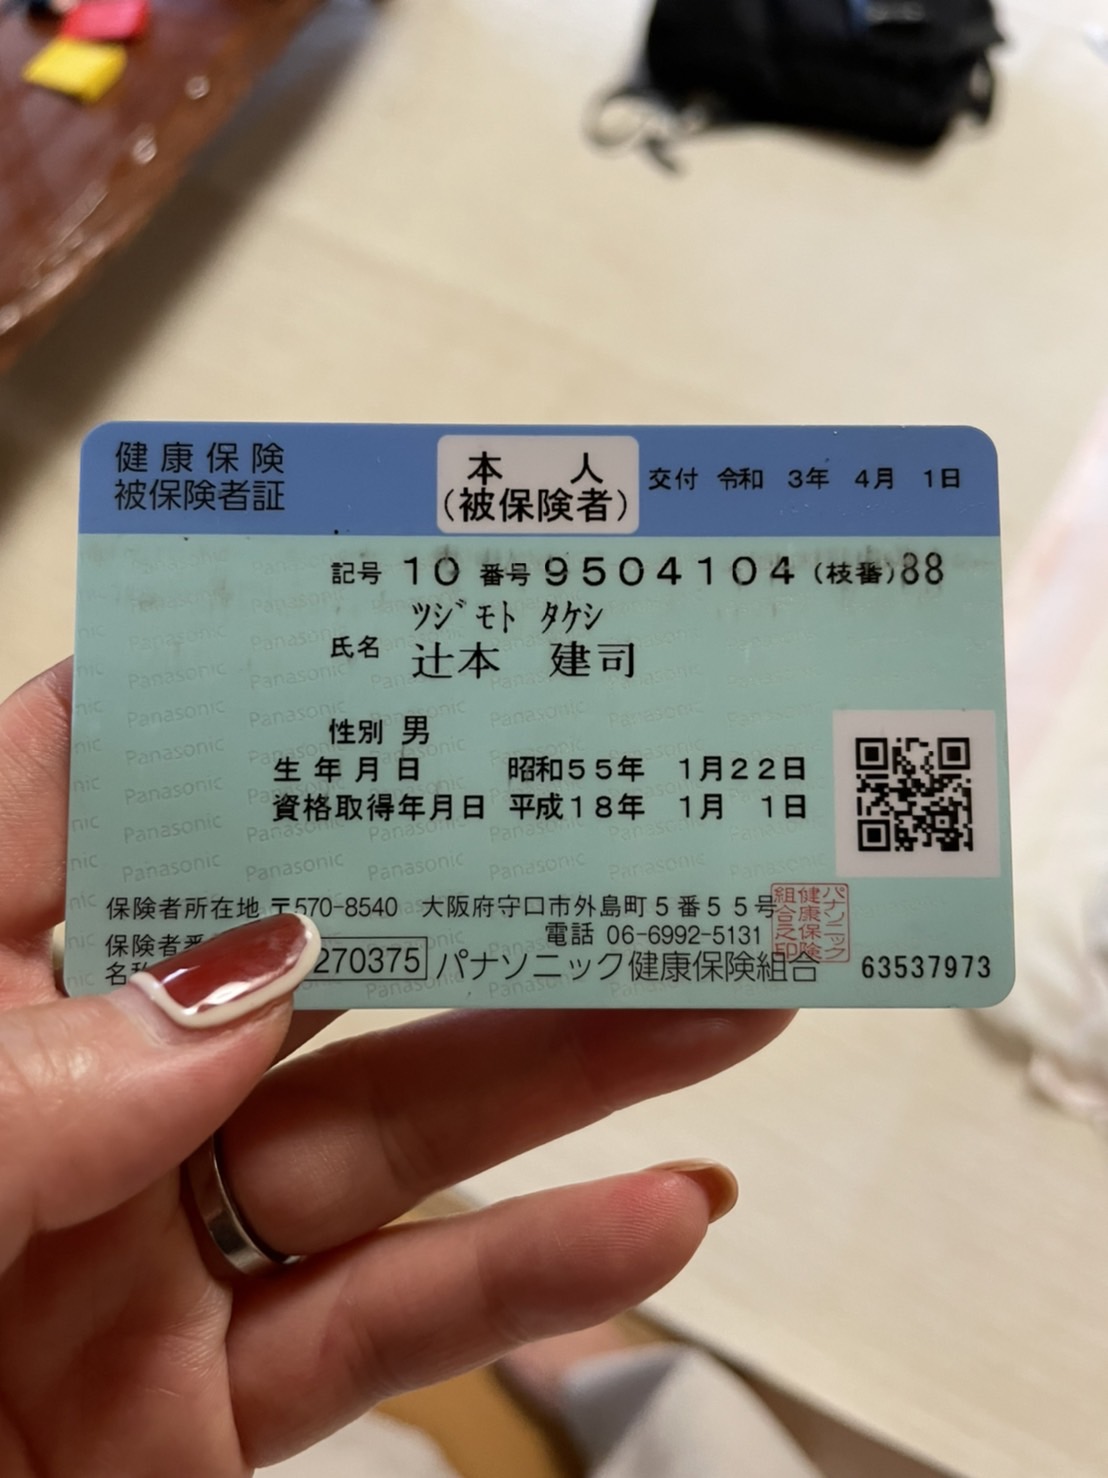 健康保険
被保険者証
本人
(被保険者)
交付 令和 3年 4月 1日
記号 10 番号 9504104 (枝番)88
ツジモト タケシ
氏名 辻本 建司
性別 男
生年月日 昭和55年 1月22日
資格取得年月日 平成18年 1月 1日
保険者所在地 〒570-8540 大阪府守口市外島町5番55号
電話 06-6992-5131
保険者番
名称
270375 パナソニック健康保険組合
パナソニック健康保険組合之印
63537973
Panasonic